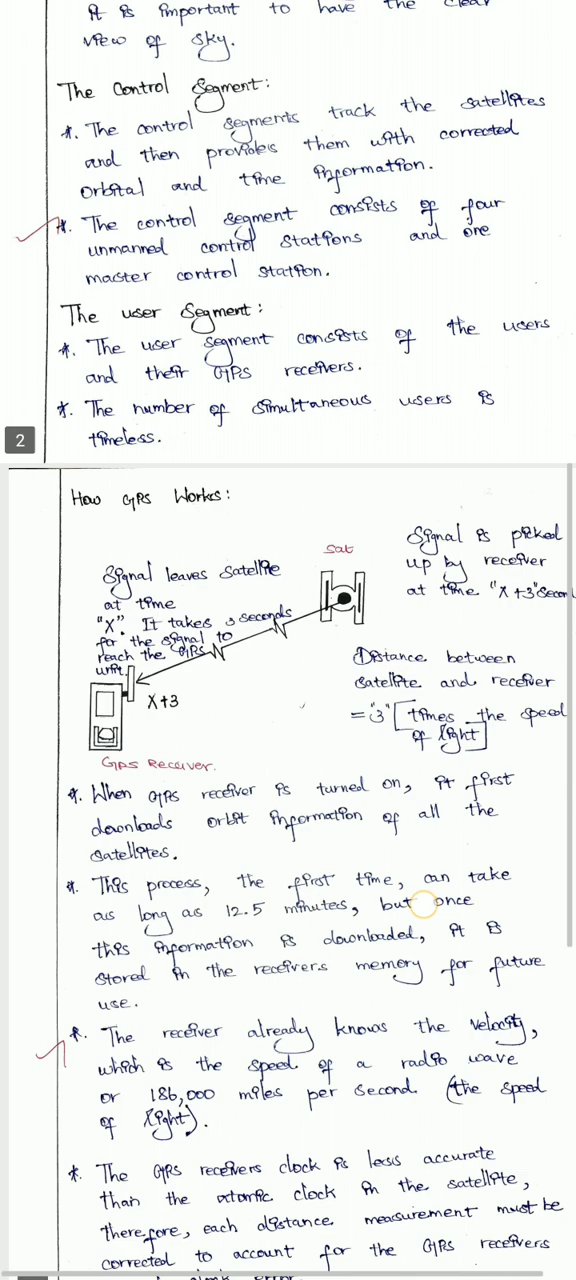 it is important to have the clear
view of sky.
The Control Segment:
*. The control segments track the satellites
and then provides them with corrected
orbital and time information.
*. The control segment consists of four
unmanned control stations and one
master control station.
The user Segment:
*. The user segment consists of the users
and their GPS receivers.
*. The number of simultaneous users is
timeless.
2
How GPS Works:
Sat
Signal leaves Satellite
at time
"X". It takes 3 seconds
for the signal to
reach the GPS
unit.
X+3
GPS Receiver.
Signal is picked
up by receiver
at time "X+3" Secon
Distance between
satellite and receiver
= "3" [times the speed
of light]
*. When GPS receiver is turned on, it first
downloads orbit information of all the
satellites.
*. This process, the first time, can take
as long as 12.5 minutes, but once
this information is downloaded, it is
stored in the receivers memory for future
use.
*. The receiver already knows the velocity,
which is the speed of a radio wave
or 186,000 miles per second (the speed
of light).
*. The GPS receivers clock is less accurate
than the atomic clock in the satellite,
therefore, each distance measurement must be
corrected to account for the GPS receivers